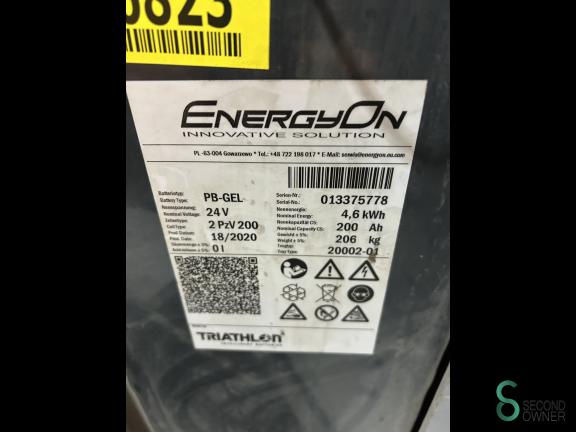 ENERGYON
INNOVATIVE SOLUTION
PL -63-004 Gowarzewo * Tel.: +48 722 198 017 * E-Mail: serwis@energyon.eu.com
Batterietyp:
Battery Type: PB-GEL
Nennspannung:
Nominal Voltage: 24 V
Zellentype:
Cell Type: 2 PzV 200
Prod Datum:
Prod. Date: 18/2020
0 l
Serien-Nr.:
Serial-No.: 013375778
Nennenergie:
Nominal Energy: 4,6 kWh
Nennkapazität C5:
Nominal Capacity C5: 200 Ah
Gewicht ± 5%:
Weight ± 5%: 206 kg
Trogtyp:
Tray Type: 20002-01
TRIATHLON
SECOND
OWNER